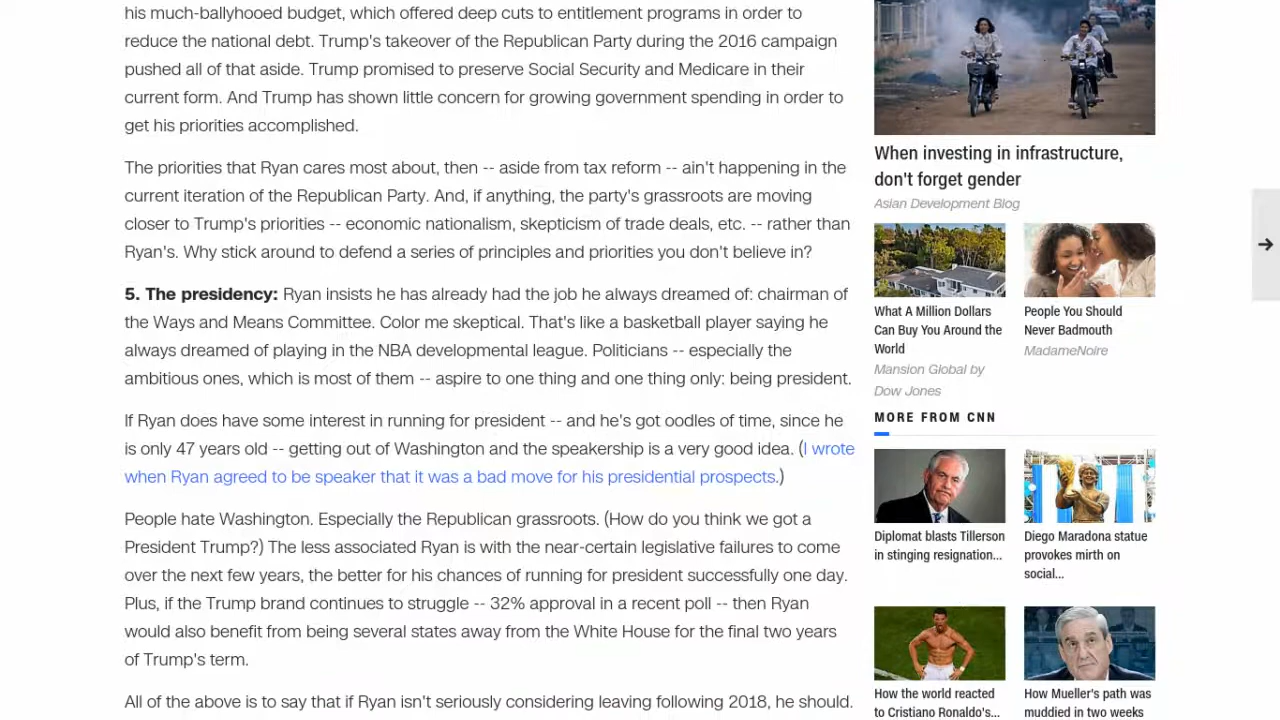 his much-ballyhooed budget, which offered deep cuts to entitlement programs in order to
reduce the national debt. Trump's takeover of the Republican Party during the 2016 campaign
pushed all of that aside. Trump promised to preserve Social Security and Medicare in their
current form. And Trump has shown little concern for growing government spending in order to
get his priorities accomplished.
The priorities that Ryan cares most about, then -- aside from tax reform -- ain't happening in the
current iteration of the Republican Party. And, if anything, the party's grassroots are moving
closer to Trump's priorities -- economic nationalism, skepticism of trade deals, etc. -- rather than
Ryan's. Why stick around to defend a series of principles and priorities you don't believe in?
5. The presidency: Ryan insists he has already had the job he always dreamed of: chairman of
the Ways and Means Committee. Color me skeptical. That's like a basketball player saying he
always dreamed of playing in the NBA developmental league. Politicians -- especially the
ambitious ones, which is most of them -- aspire to one thing and one thing only: being president.
If Ryan does have some interest in running for president -- and he's got oodles of time, since he
is only 47 years old -- getting out of Washington and the speakership is a very good idea. (I wrote
when Ryan agreed to be speaker that it was a bad move for his presidential prospects.)
People hate Washington. Especially the Republican grassroots. (How do you think we got a
President Trump?) The less associated Ryan is with the near-certain legislative failures to come
over the next few years, the better for his chances of running for president successfully one day.
Plus, if the Trump brand continues to struggle -- 32% approval in a recent poll -- then Ryan
would also benefit from being several states away from the White House for the final two years
of Trump's term.
All of the above is to say that if Ryan isn't seriously considering leaving following 2018, he should.
When investing in infrastructure,
don't forget gender
Asian Development Blog
What A Million Dollars
Can Buy You Around the
World
Mansion Global by
Dow Jones
People You Should
Never Badmouth
MadameNoire
MORE FROM CNN
Diplomat blasts Tillerson
in stinging resignation...
Diego Maradona statue
provokes mirth on
social...
How the world reacted
to Cristiano Ronaldo's...
How Mueller's path was
muddied in two weeks